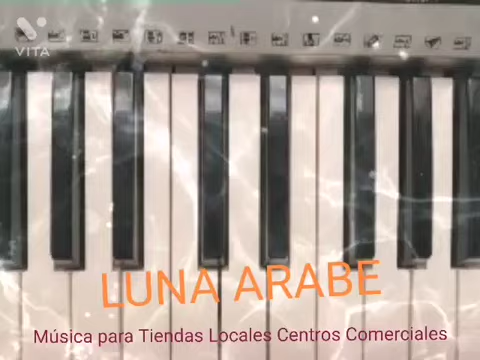 VITA
LUNA ARABE
Música para Tiendas Locales Centros Comerciales